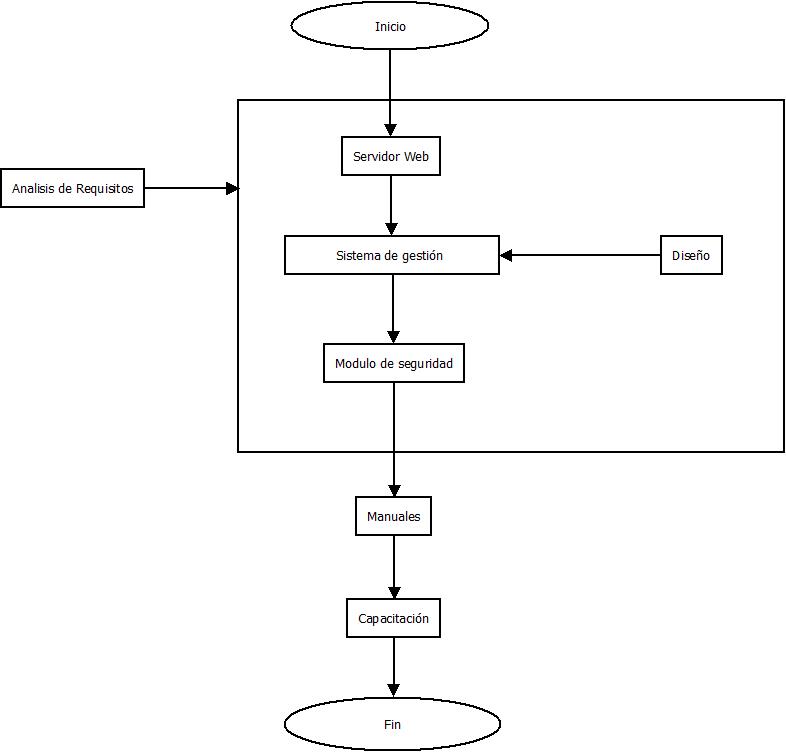 Inicio
Servidor Web
Analisis de Requisitos
Sistema de gestión
Diseño
Modulo de seguridad
Manuales
Capacitación
Fin